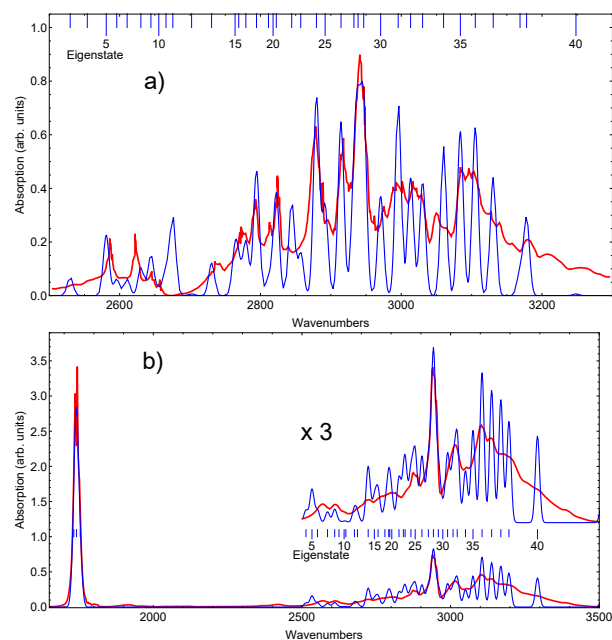 1.0
0.8
0.6
0.4
0.2
0.0
Absorption (arb. units)
5 10 15 20 25 30 35 40
Eigenstate
a)
2600 2800 3000 3200
Wavenumbers
3.5
3.0
2.5
2.0
1.5
1.0
0.5
0.0
Absorption (arb. units)
b)
x 3
Eigenstate
5 10 15 20 25 30 35 40
2000 2500 3000 3500
Wavenumbers Wavenumbers